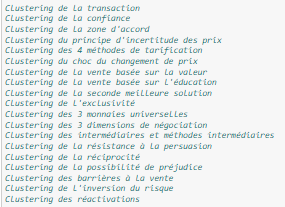 Clustering de la transaction
Clustering de la confiance
Clustering de la zone d'accord
Clustering du principe d'incertitude des prix
Clustering des 4 méthodes de tarification
Clustering du choc du changement de prix
Clustering de la vente basée sur la valeur
Clustering de la vente basée sur l'éducation
Clustering de la seconde meilleure solution
Clustering de l'exclusivité
Clustering des 3 monnaies universelles
Clustering des 3 dimensions de négociation
Clustering des intermédiaires et méthodes intermédiaires
Clustering de la résistance à la persuasion
Clustering de la réciprocité
Clustering de la possibilité de préjudice
Clustering des barrières à la vente
Clustering de l'inversion du risque
Clustering des réactivations